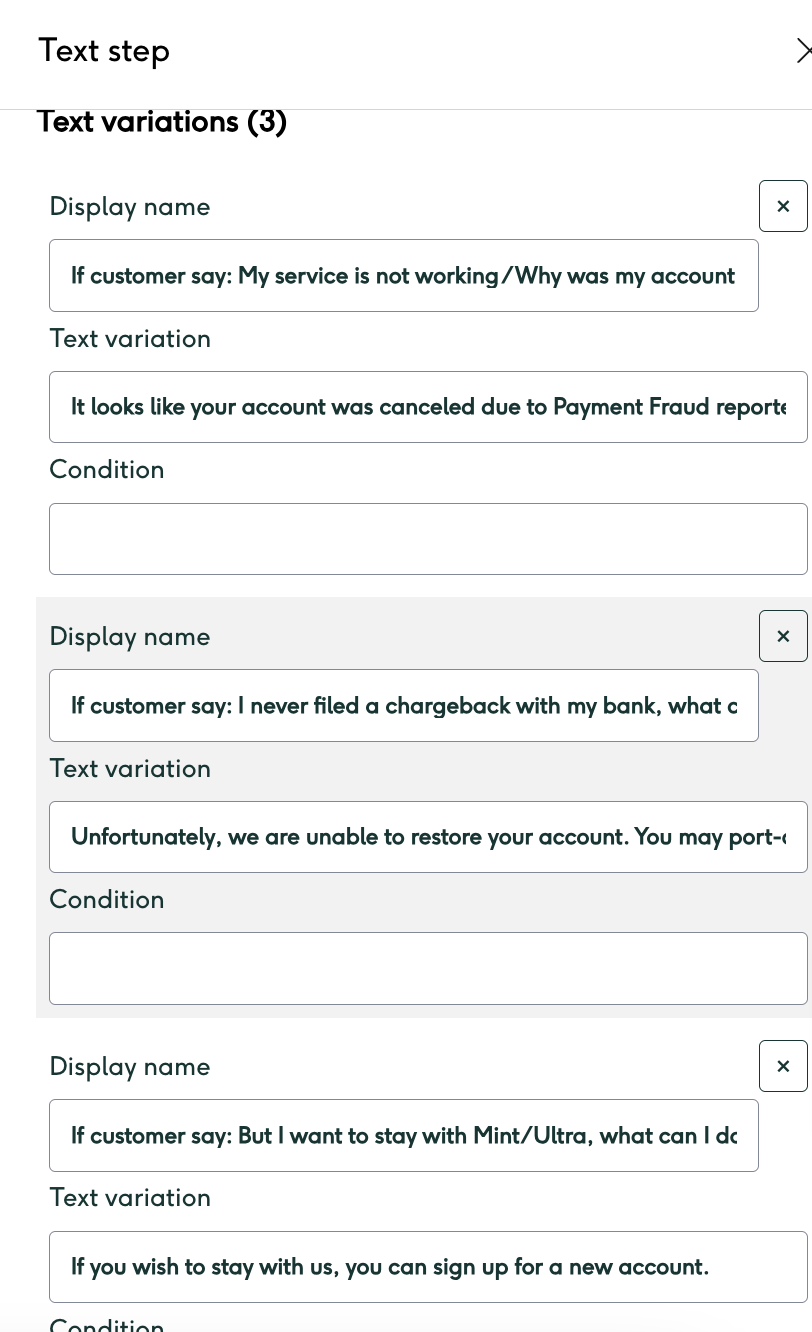 Text step
Text variations (3)
Display name
If customer say: My service is not working/Why was my account
Text variation
It looks like your account was canceled due to Payment Fraud reporte
Condition
Display name
If customer say: I never filed a chargeback with my bank, what
Text variation
Unfortunately, we are unable to restore your account. You may port-
Condition
Display name
If customer say: But I want to stay with Mint/Ultra, what can I do
Text variation
If you wish to stay with us, you can sign up for a new account.
Condition